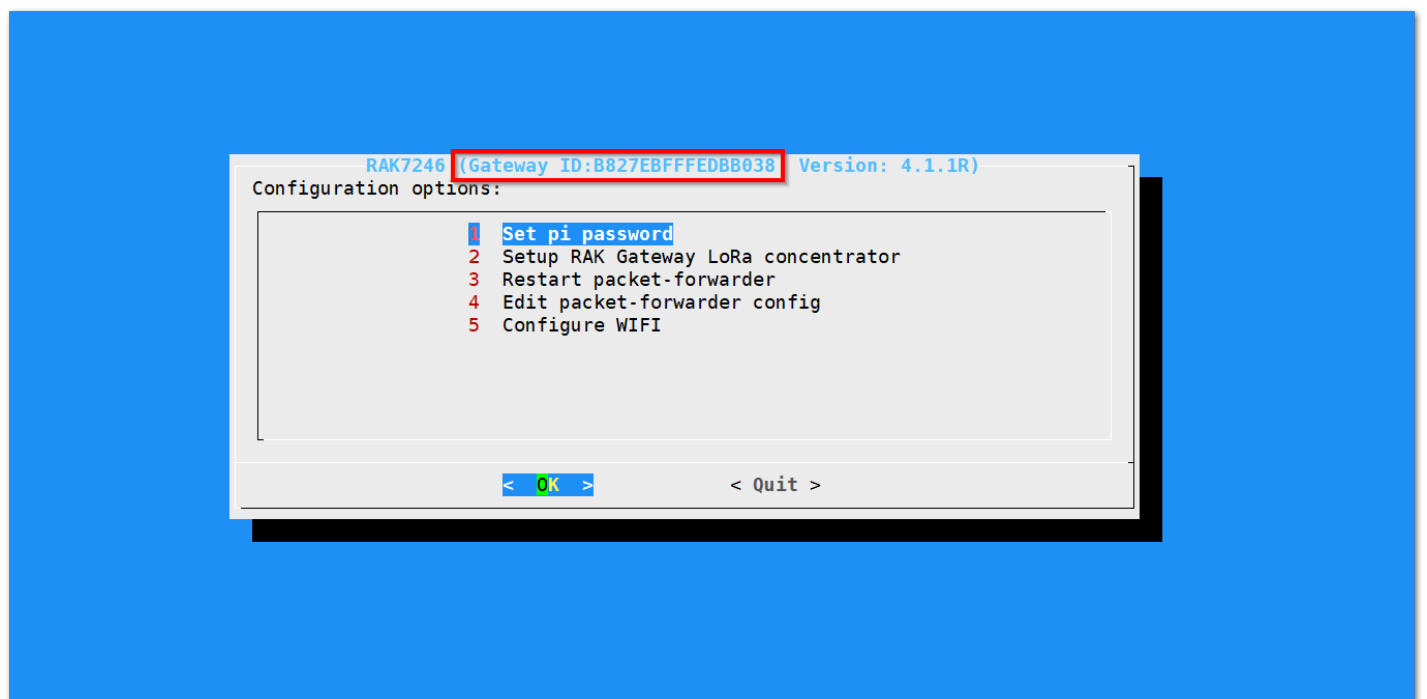 RAK7246 (Gateway ID:B827EBFFFEDBB038 Version: 4.1.1R)
Configuration options:
1 Set pi password
2 Setup RAK Gateway LoRa concentrator
3 Restart packet-forwarder
4 Edit packet-forwarder config
5 Configure WIFI
< OK > < Quit >